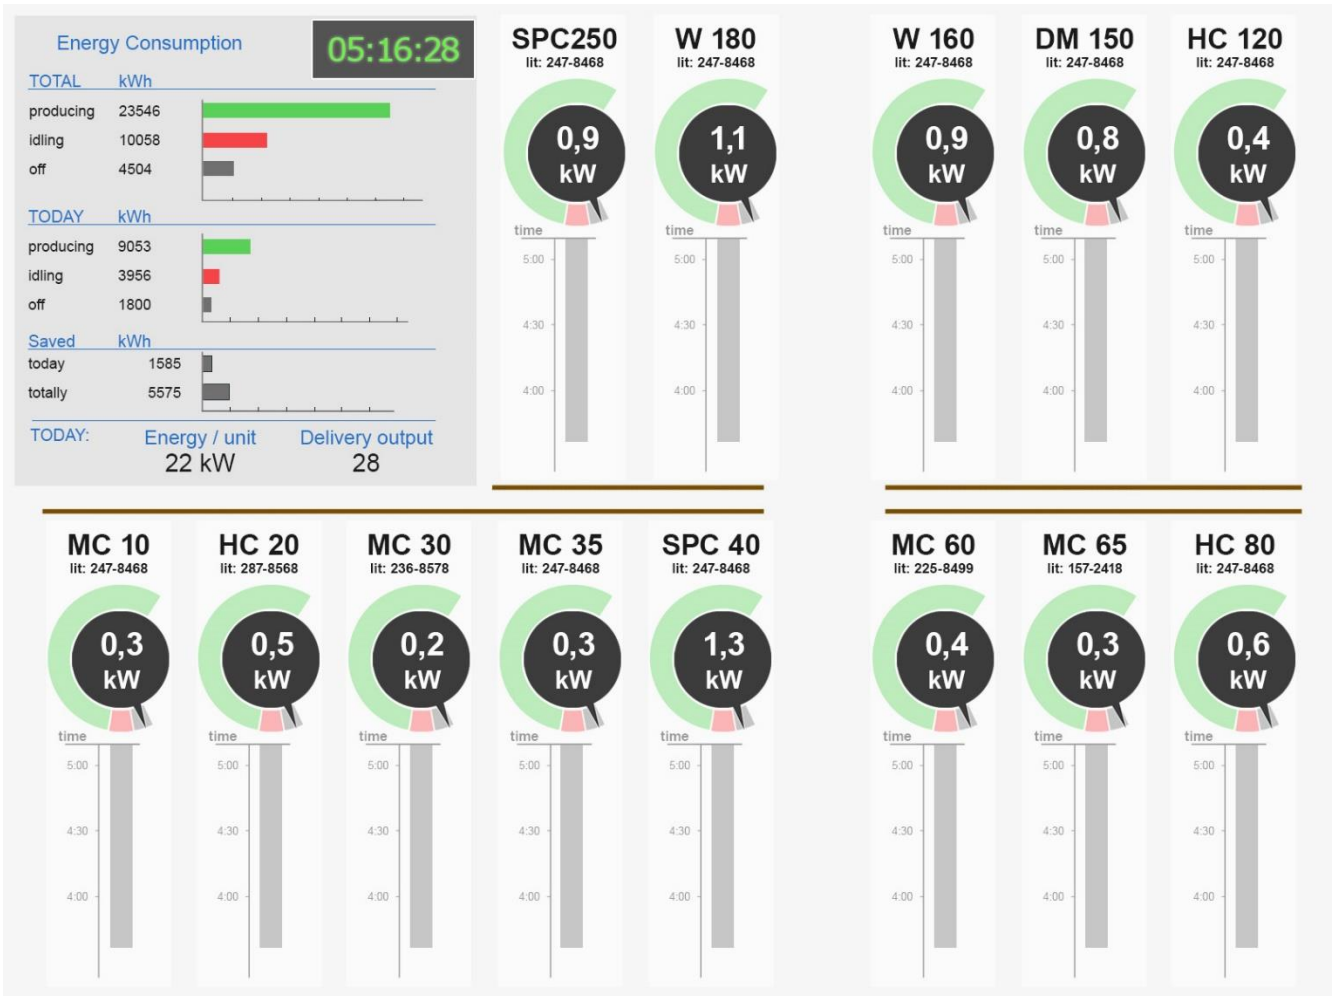 Energy Consumption
05:16:28
TOTAL kWh
producing 23546
idling 10058
off 4504
TODAY kWh
producing 9053
idling 3956
off 1800
Saved kWh
today 1585
totally 5575
TODAY: Energy / unit Delivery output
22 kW 28
SPC250
lit: 247-8468
0,9
kW
time
5:00
4:30
4:00
W 180
lit: 247-8468
1,1
kW
time
5:00
4:30
4:00
W 160
lit: 247-8468
0,9
kW
time
5:00
4:30
4:00
DM 150
lit: 247-8468
0,8
kW
time
5:00
4:30
4:00
HC 120
lit: 247-8468
0,4
kW
time
5:00
4:30
4:00
MC 10
lit: 247-8468
0,3
kW
time
5:00
4:30
4:00
HC 20
lit: 287-8568
0,5
kW
time
5:00
4:30
4:00
MC 30
lit: 236-8578
0,2
kW
time
5:00
4:30
4:00
MC 35
lit: 247-8468
0,3
kW
time
5:00
4:30
4:00
SPC 40
lit: 247-8468
1,3
kW
time
5:00
4:30
4:00
MC 60
lit: 225-8499
0,4
kW
time
5:00
4:30
4:00
MC 65
lit: 157-2418
0,3
kW
time
5:00
4:30
4:00
HC 80
lit: 247-8468
0,6
kW
time
5:00
4:30
4:00